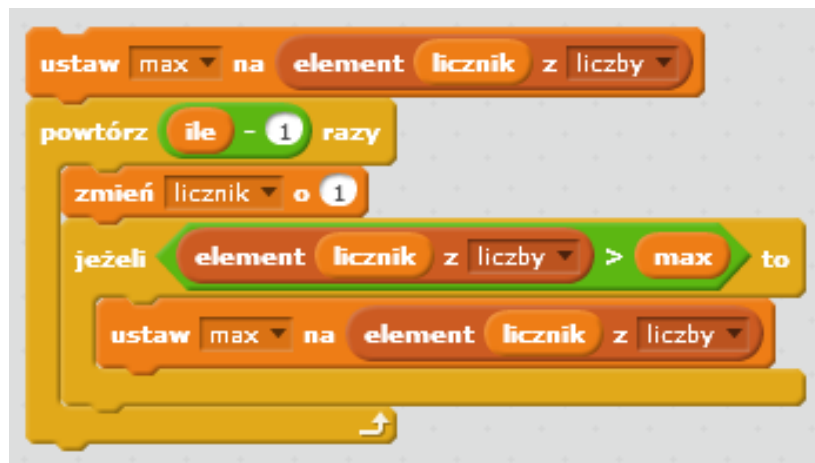 ustaw max na element licznik z liczby
powtórz ile - 1 razy
zmień licznik o 1
jeżeli element licznik z liczby > max to
ustaw max na element licznik z liczby